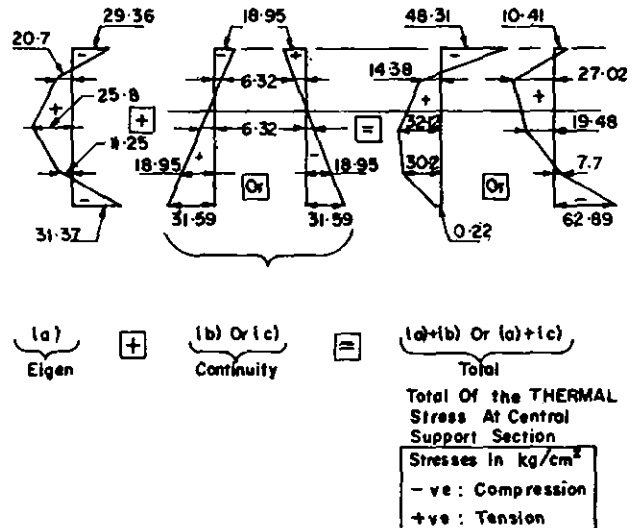 29·36 18·95 48·31 10·41
20·7 - - + - -
6·32 14·38 27·02
+ 25·8 + +
+ 6·32 = 32·2 19·48
11·25
18·95 + - 18·95 30·2 7·7
Or Or
- -
31·59 31·59 62·89
31·37 0·22
(a) + (b) Or (c) = (a)+(b) Or (a)+(c)
Eigen Continuity Total
Total Of the THERMAL
Stress At Central
Support Section
Stresses In kg/cm²
- ve : Compression
+ve : Tension